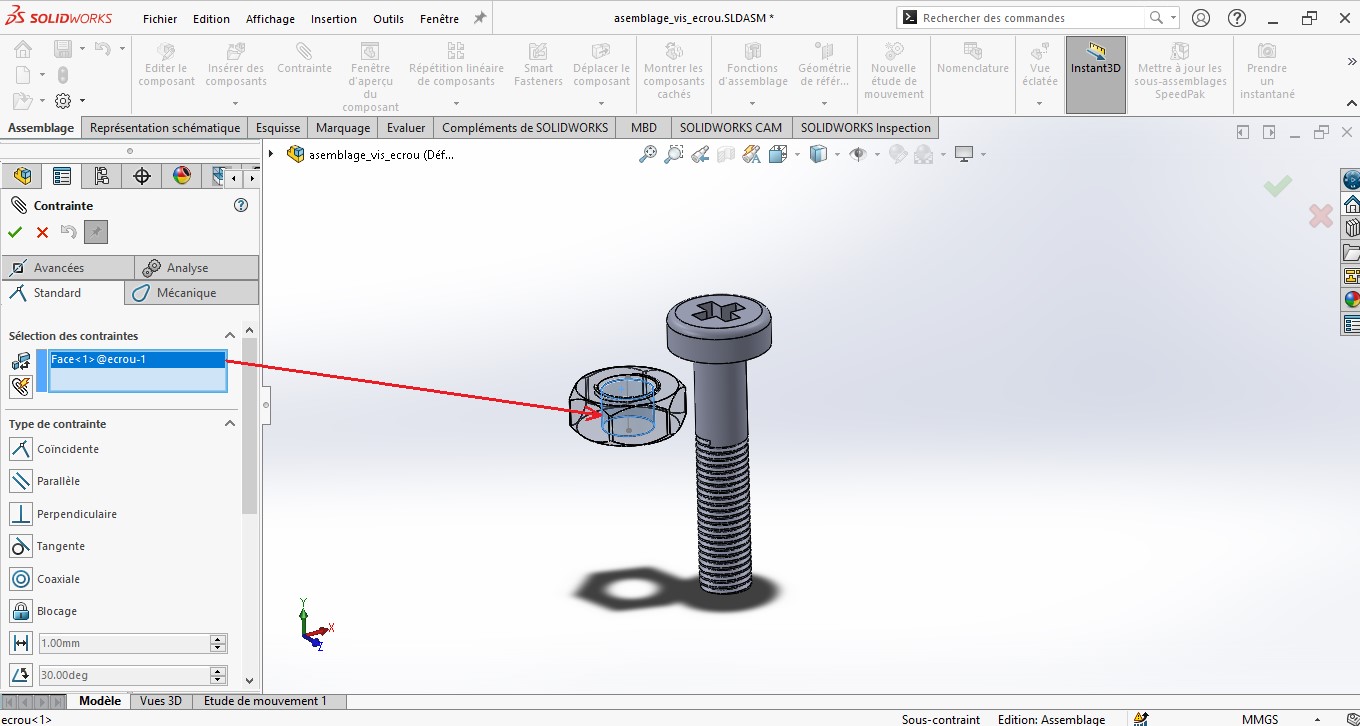 SOLIDWORKS
Fichier Edition Affichage Insertion Outils Fenêtre
asemblage_vis_ecrou.SLDASM *
Rechercher des commandes
Editer le composant
Insérer des composants
Contrainte
Fenêtre d'aperçu du composant
Répétition linéaire de composants
Smart Fasteners
Déplacer le composant
Montrer les composants cachés
Fonctions d'assemblage
Géométrie de référ...
Nouvelle étude de mouvement
Nomenclature
Vue éclatée
Instant3D
Mettre à jour les sous-assemblages SpeedPak
Prendre un instantané
Assemblage Représentation schématique Esquisse Marquage Evaluer Compléments de SOLIDWORKS MBD SOLIDWORKS CAM SOLIDWORKS Inspection
asemblage_vis_ecrou (Déf...
Contrainte
Avancées Analyse
Standard Mécanique
Sélection des contraintes
Face<1>@ecrou-1
Type de contrainte
Coïncidente
Parallèle
Perpendiculaire
Tangente
Coaxiale
Blocage
1.00mm
30.00deg
Y
X
Z
Modèle Vues 3D Etude de mouvement 1
ecrou<1>
Sous-contraint Edition: Assemblage MMGS